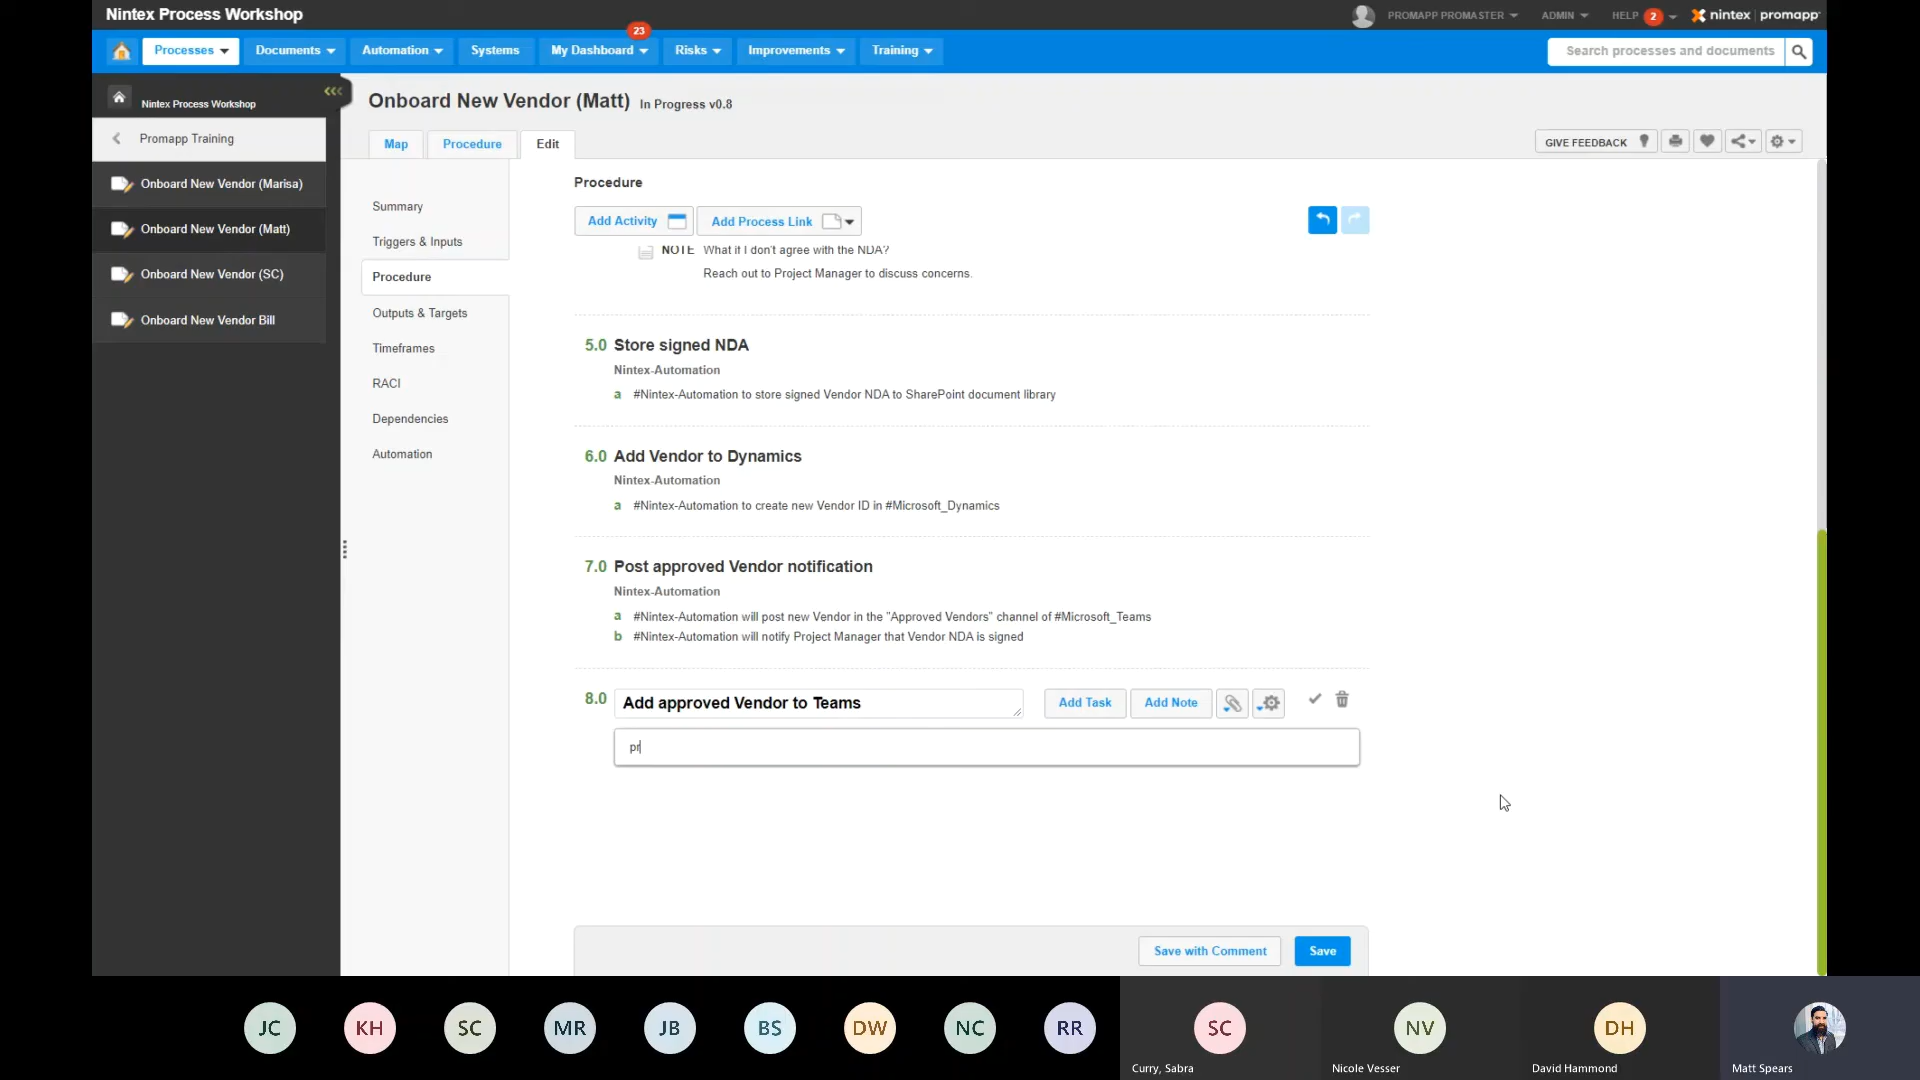 Nintex Process Workshop
PROMAPP PROMASTER
ADMIN
HELP 2
nintex promapp
Processes
Documents
Automation
Systems
My Dashboard
23
Risks
Improvements
Training
Search processes and documents
Nintex Process Workshop
Promapp Training
Onboard New Vendor (Marisa)
Onboard New Vendor (Matt)
Onboard New Vendor (SC)
Onboard New Vendor Bill
Onboard New Vendor (Matt) In Progress v0.8
Map
Procedure
Edit
GIVE FEEDBACK
Summary
Triggers & Inputs
Procedure
Outputs & Targets
Timeframes
RACI
Dependencies
Automation
Procedure
Add Activity
Add Process Link
NOTE What if I don't agree with the NDA?
Reach out to Project Manager to discuss concerns.
5.0 Store signed NDA
Nintex-Automation
a #Nintex-Automation to store signed Vendor NDA to SharePoint document library
6.0 Add Vendor to Dynamics
Nintex-Automation
a #Nintex-Automation to create new Vendor ID in #Microsoft_Dynamics
7.0 Post approved Vendor notification
Nintex-Automation
a #Nintex-Automation will post new Vendor in the "Approved Vendors" channel of #Microsoft_Teams
b #Nintex-Automation will notify Project Manager that Vendor NDA is signed
8.0 Add approved Vendor to Teams
Add Task
Add Note
pr
Save with Comment
Save
JC
KH
SC
MR
JB
BS
DW
NC
RR
SC
NV
DH
Curry, Sabra
Nicole Vesser
David Hammond
Matt Spears